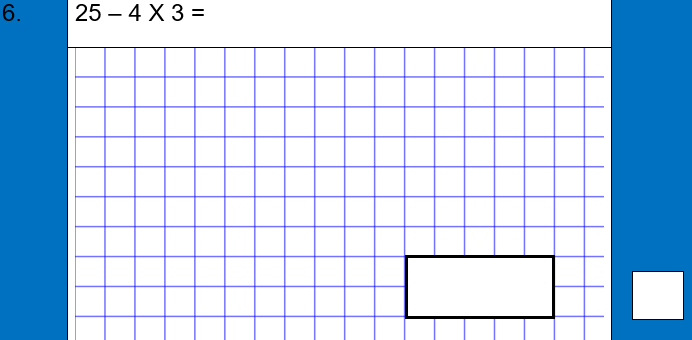 6. 25 – 4 X 3 =